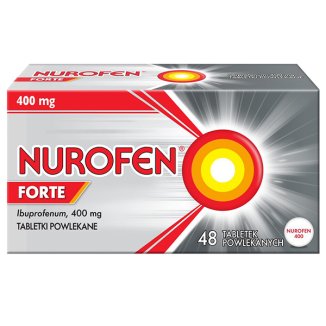 400 mg
NUROFEN®
FORTE
Ibuprofenum, 400 mg
TABLETKI POWLEKANE
48 TABLETEK
POWLEKANYCH
NUROFEN
400